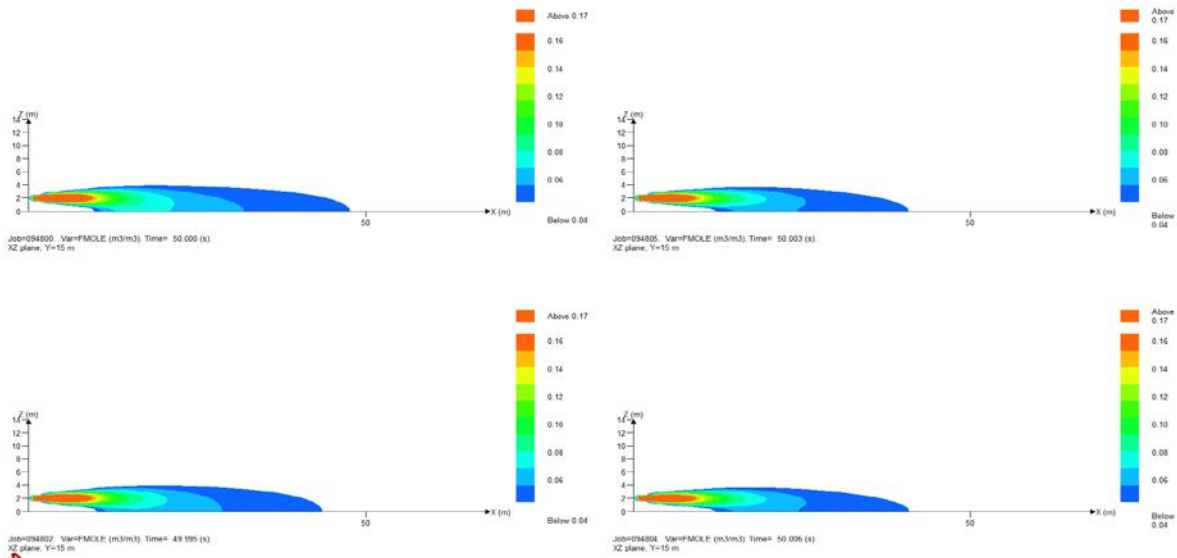 Above 0.17
0.16
0.14
0.12
0.10
0.08
0.06
Below 0.04
Z (m)
14
12
10
8
6
4
2
0
50
X (m)
Job=094800. Var=FMOLE (m3/m3). Time= 50.000 (s).
XZ plane, Y=15 m
Above
0.17
0.16
0.14
0.12
0.10
0.08
0.06
Below
0.04
Z (m)
14
12
10
8
6
4
2
0
50
X (m)
Job=094805. Var=FMOLE (m3/m3). Time= 50.003 (s).
XZ plane, Y=15 m
Above 0.17
0.16
0.14
0.12
0.10
0.08
0.06
Below 0.04
Z (m)
14
12
10
8
6
4
2
0
50
X (m)
Job=094802. Var=FMOLE (m3/m3). Time= 49.995 (s).
XZ plane, Y=15 m
Above
0.17
0.16
0.14
0.12
0.10
0.08
0.06
Below
0.04
Z (m)
14
12
10
8
6
4
2
0
50
X (m)
Job=094804. Var=FMOLE (m3/m3). Time= 50.006 (s).
XZ plane, Y=15 m